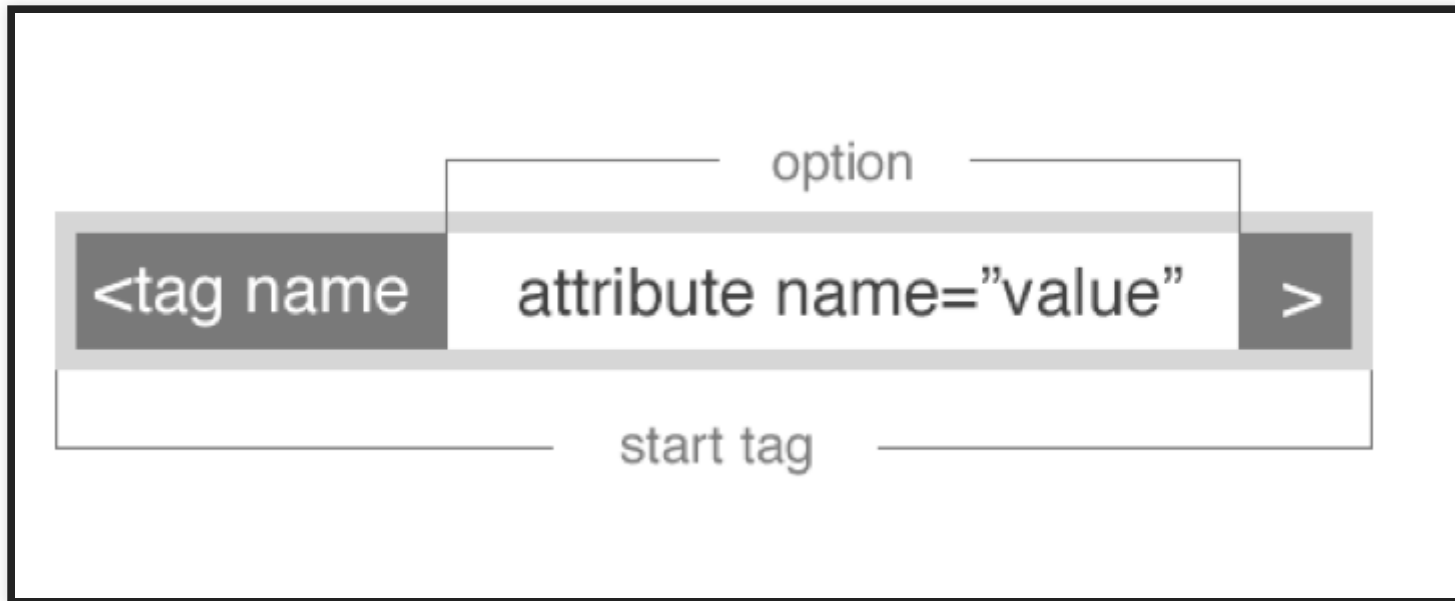 option
<tag name attribute name=”value” >
start tag